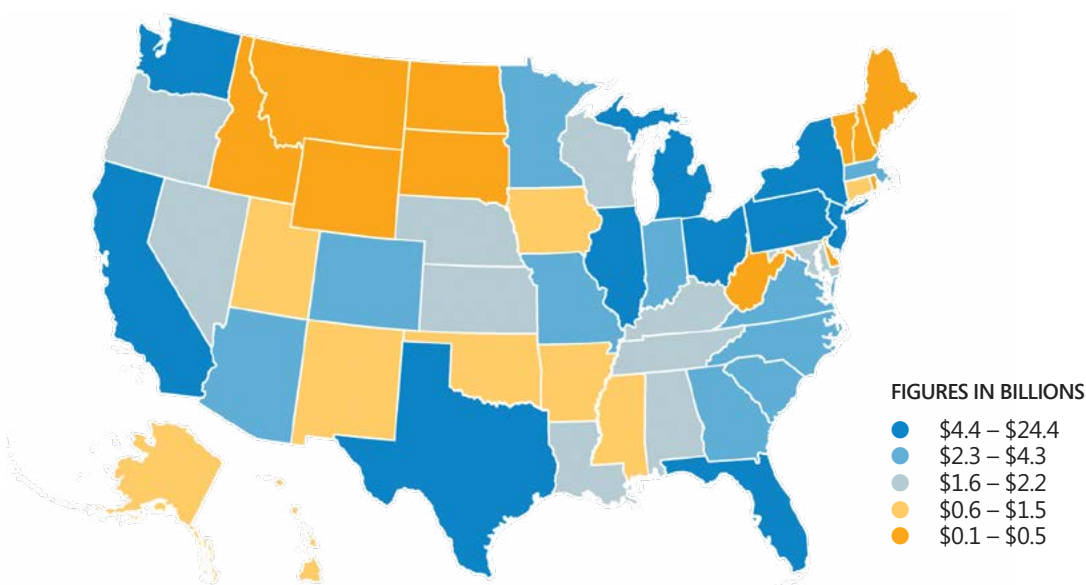 FIGURES IN BILLIONS
$4.4 – $24.4
$2.3 – $4.3
$1.6 – $2.2
$0.6 – $1.5
$0.1 – $0.5